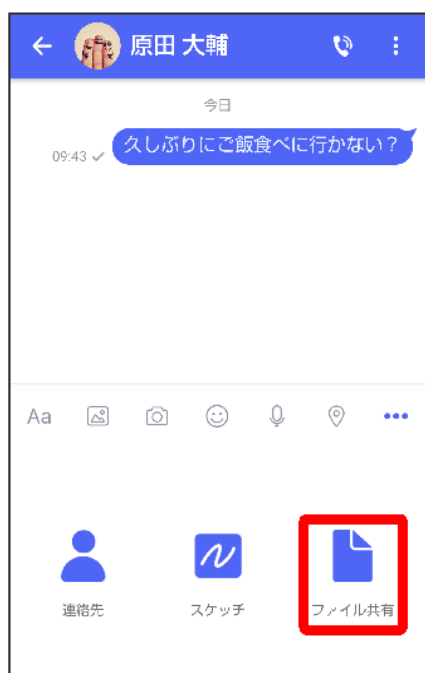 原田 大輔
今日
久しぶりにご飯食べに行かない？
09:43
Aa
連絡先
スケッチ
ファイル共有